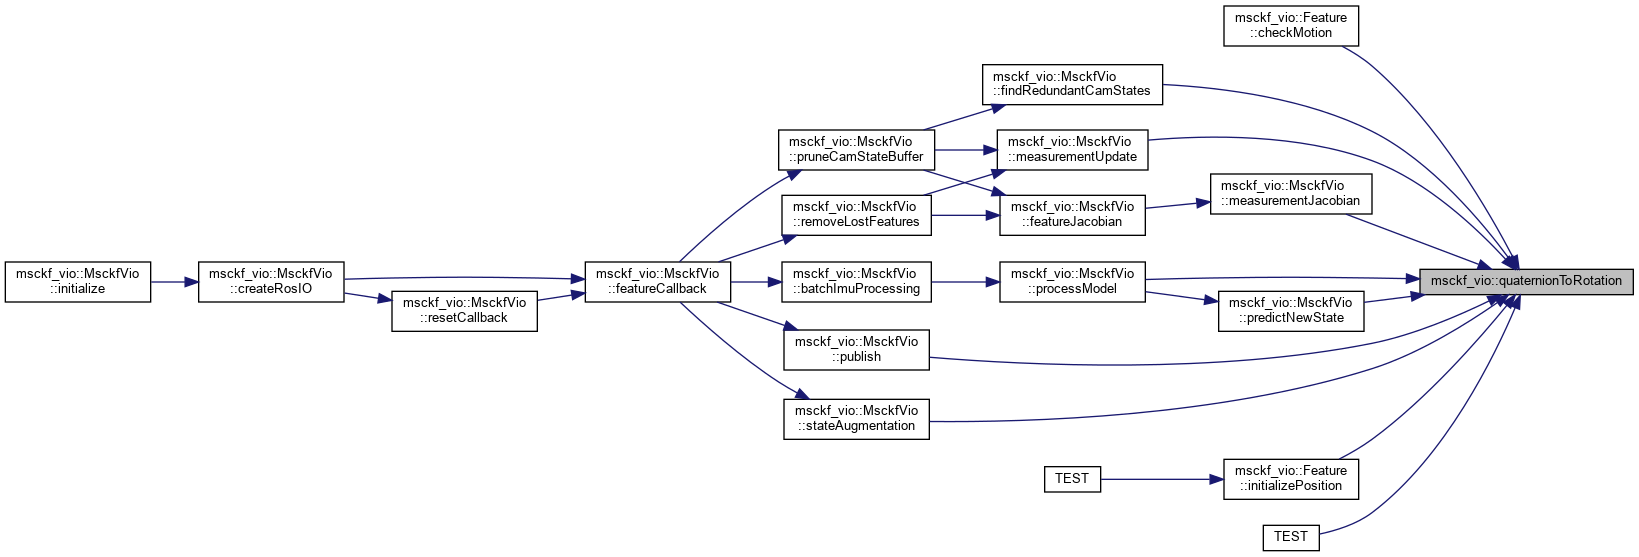 msckf_vio::Feature
::checkMotion
msckf_vio::MsckfVio
::findRedundantCamStates
msckf_vio::MsckfVio
::pruneCamStateBuffer
msckf_vio::MsckfVio
::measurementUpdate
msckf_vio::MsckfVio
::measurementJacobian
msckf_vio::MsckfVio
::removeLostFeatures
msckf_vio::MsckfVio
::featureJacobian
msckf_vio::MsckfVio
::initialize
msckf_vio::MsckfVio
::createRosIO
msckf_vio::MsckfVio
::resetCallback
msckf_vio::MsckfVio
::featureCallback
msckf_vio::MsckfVio
::batchImuProcessing
msckf_vio::MsckfVio
::processModel
msckf_vio::MsckfVio
::predictNewState
msckf_vio::quaternionToRotation
msckf_vio::MsckfVio
::publish
msckf_vio::MsckfVio
::stateAugmentation
TEST
msckf_vio::Feature
::initializePosition
TEST